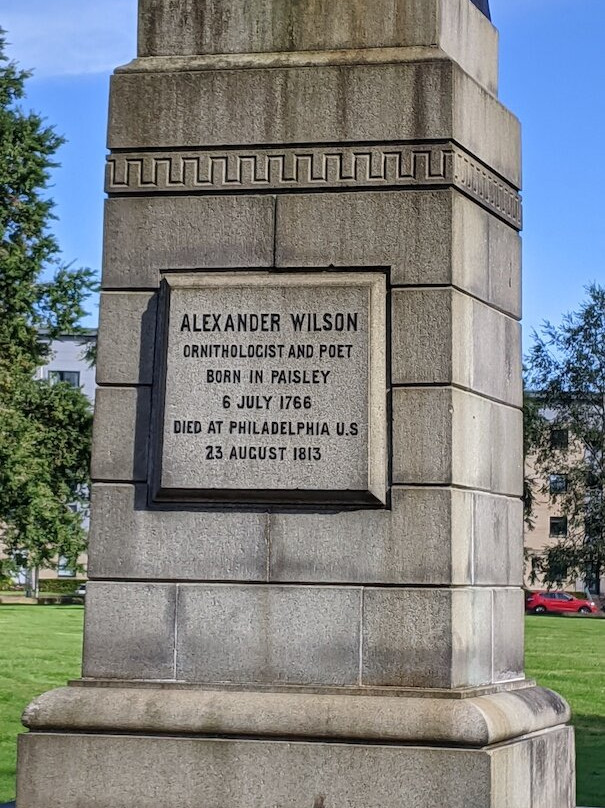 ALEXANDER WILSON
ORNITHOLOGIST AND POET
BORN IN PAISLEY
6 JULY 1766
DIED AT PHILADELPHIA U.S
23 AUGUST 1813